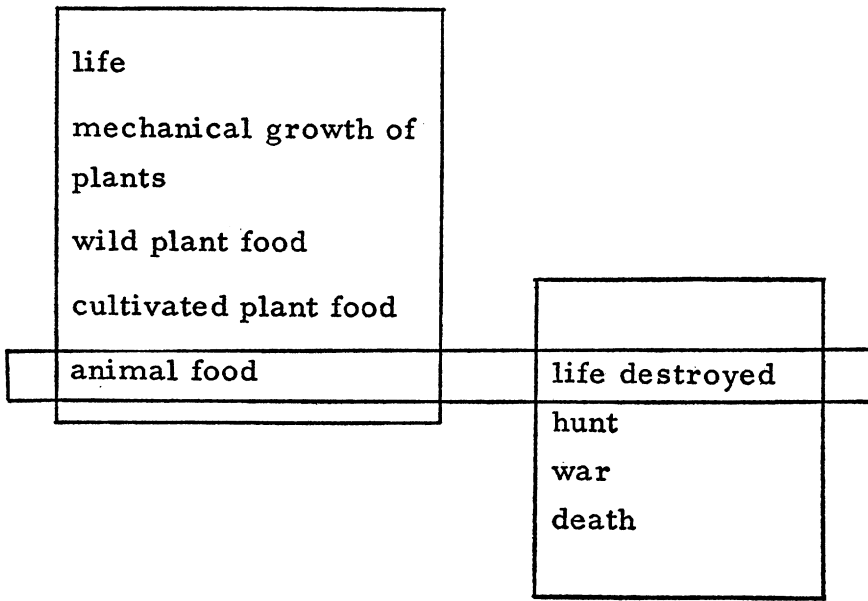 life
mechanical growth of
plants
wild plant food
cultivated plant food
animal food
life destroyed
hunt
war
death